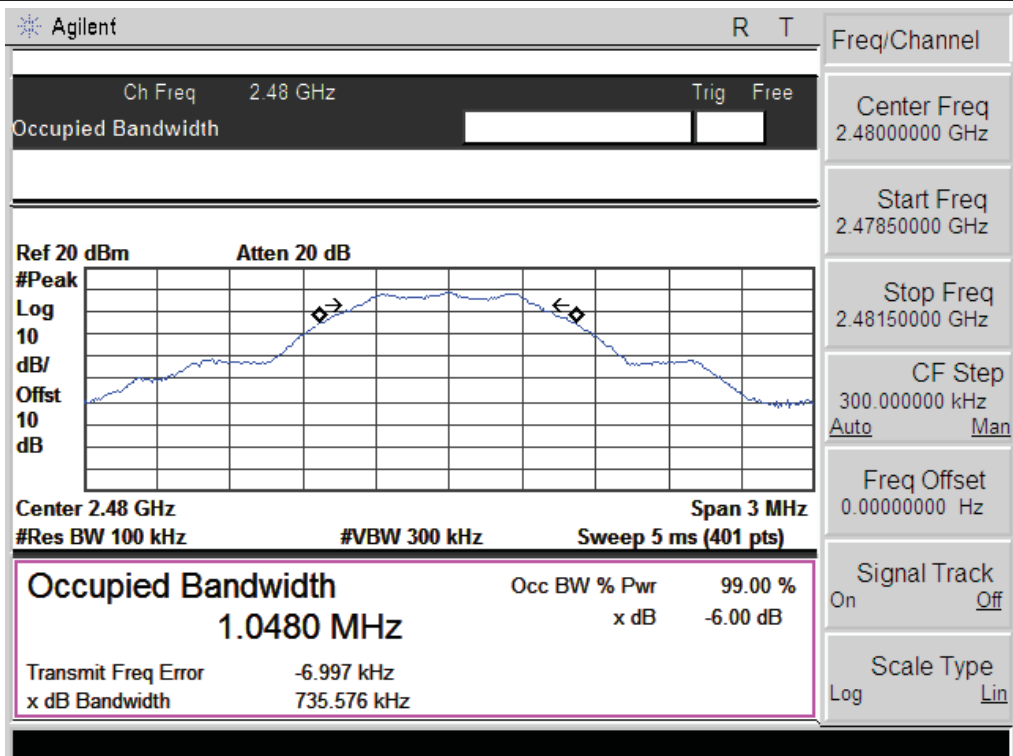 Agilent R T
Ch Freq 2.48 GHz Trig Free
Occupied Bandwidth
Ref 20 dBm Atten 20 dB
#Peak
Log
10
dB/
Offst
10
dB
Center 2.48 GHz Span 3 MHz
#Res BW 100 kHz #VBW 300 kHz Sweep 5 ms (401 pts)
Occupied Bandwidth Occ BW % Pwr 99.00 %
1.0480 MHz x dB -6.00 dB
Transmit Freq Error -6.997 kHz
x dB Bandwidth 735.576 kHz
Freq/Channel
Center Freq
2.48000000 GHz
Start Freq
2.47850000 GHz
Stop Freq
2.48150000 GHz
CF Step
300.000000 kHz
Auto Man
Freq Offset
0.00000000 Hz
Signal Track
On Off
Scale Type
Log Lin